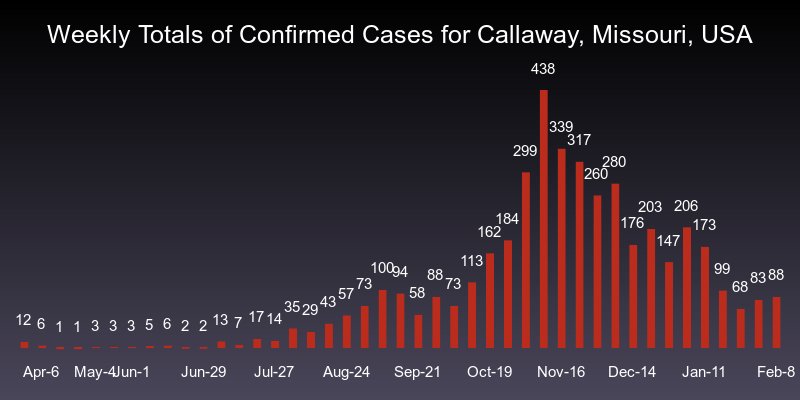 Weekly Totals of Confirmed Cases for Callaway, Missouri, USA
12 6 1 1 3 3 3 5 6 2 2 13 7 17 14 35 29 43 57 73 100 94 58 88 73 113 162 184 299 438 339 317 260 280 176 203 147 206 173 99 68 83 88
Apr-6 May-4 Jun-1 Jun-29 Jul-27 Aug-24 Sep-21 Oct-19 Nov-16 Dec-14 Jan-11 Feb-8